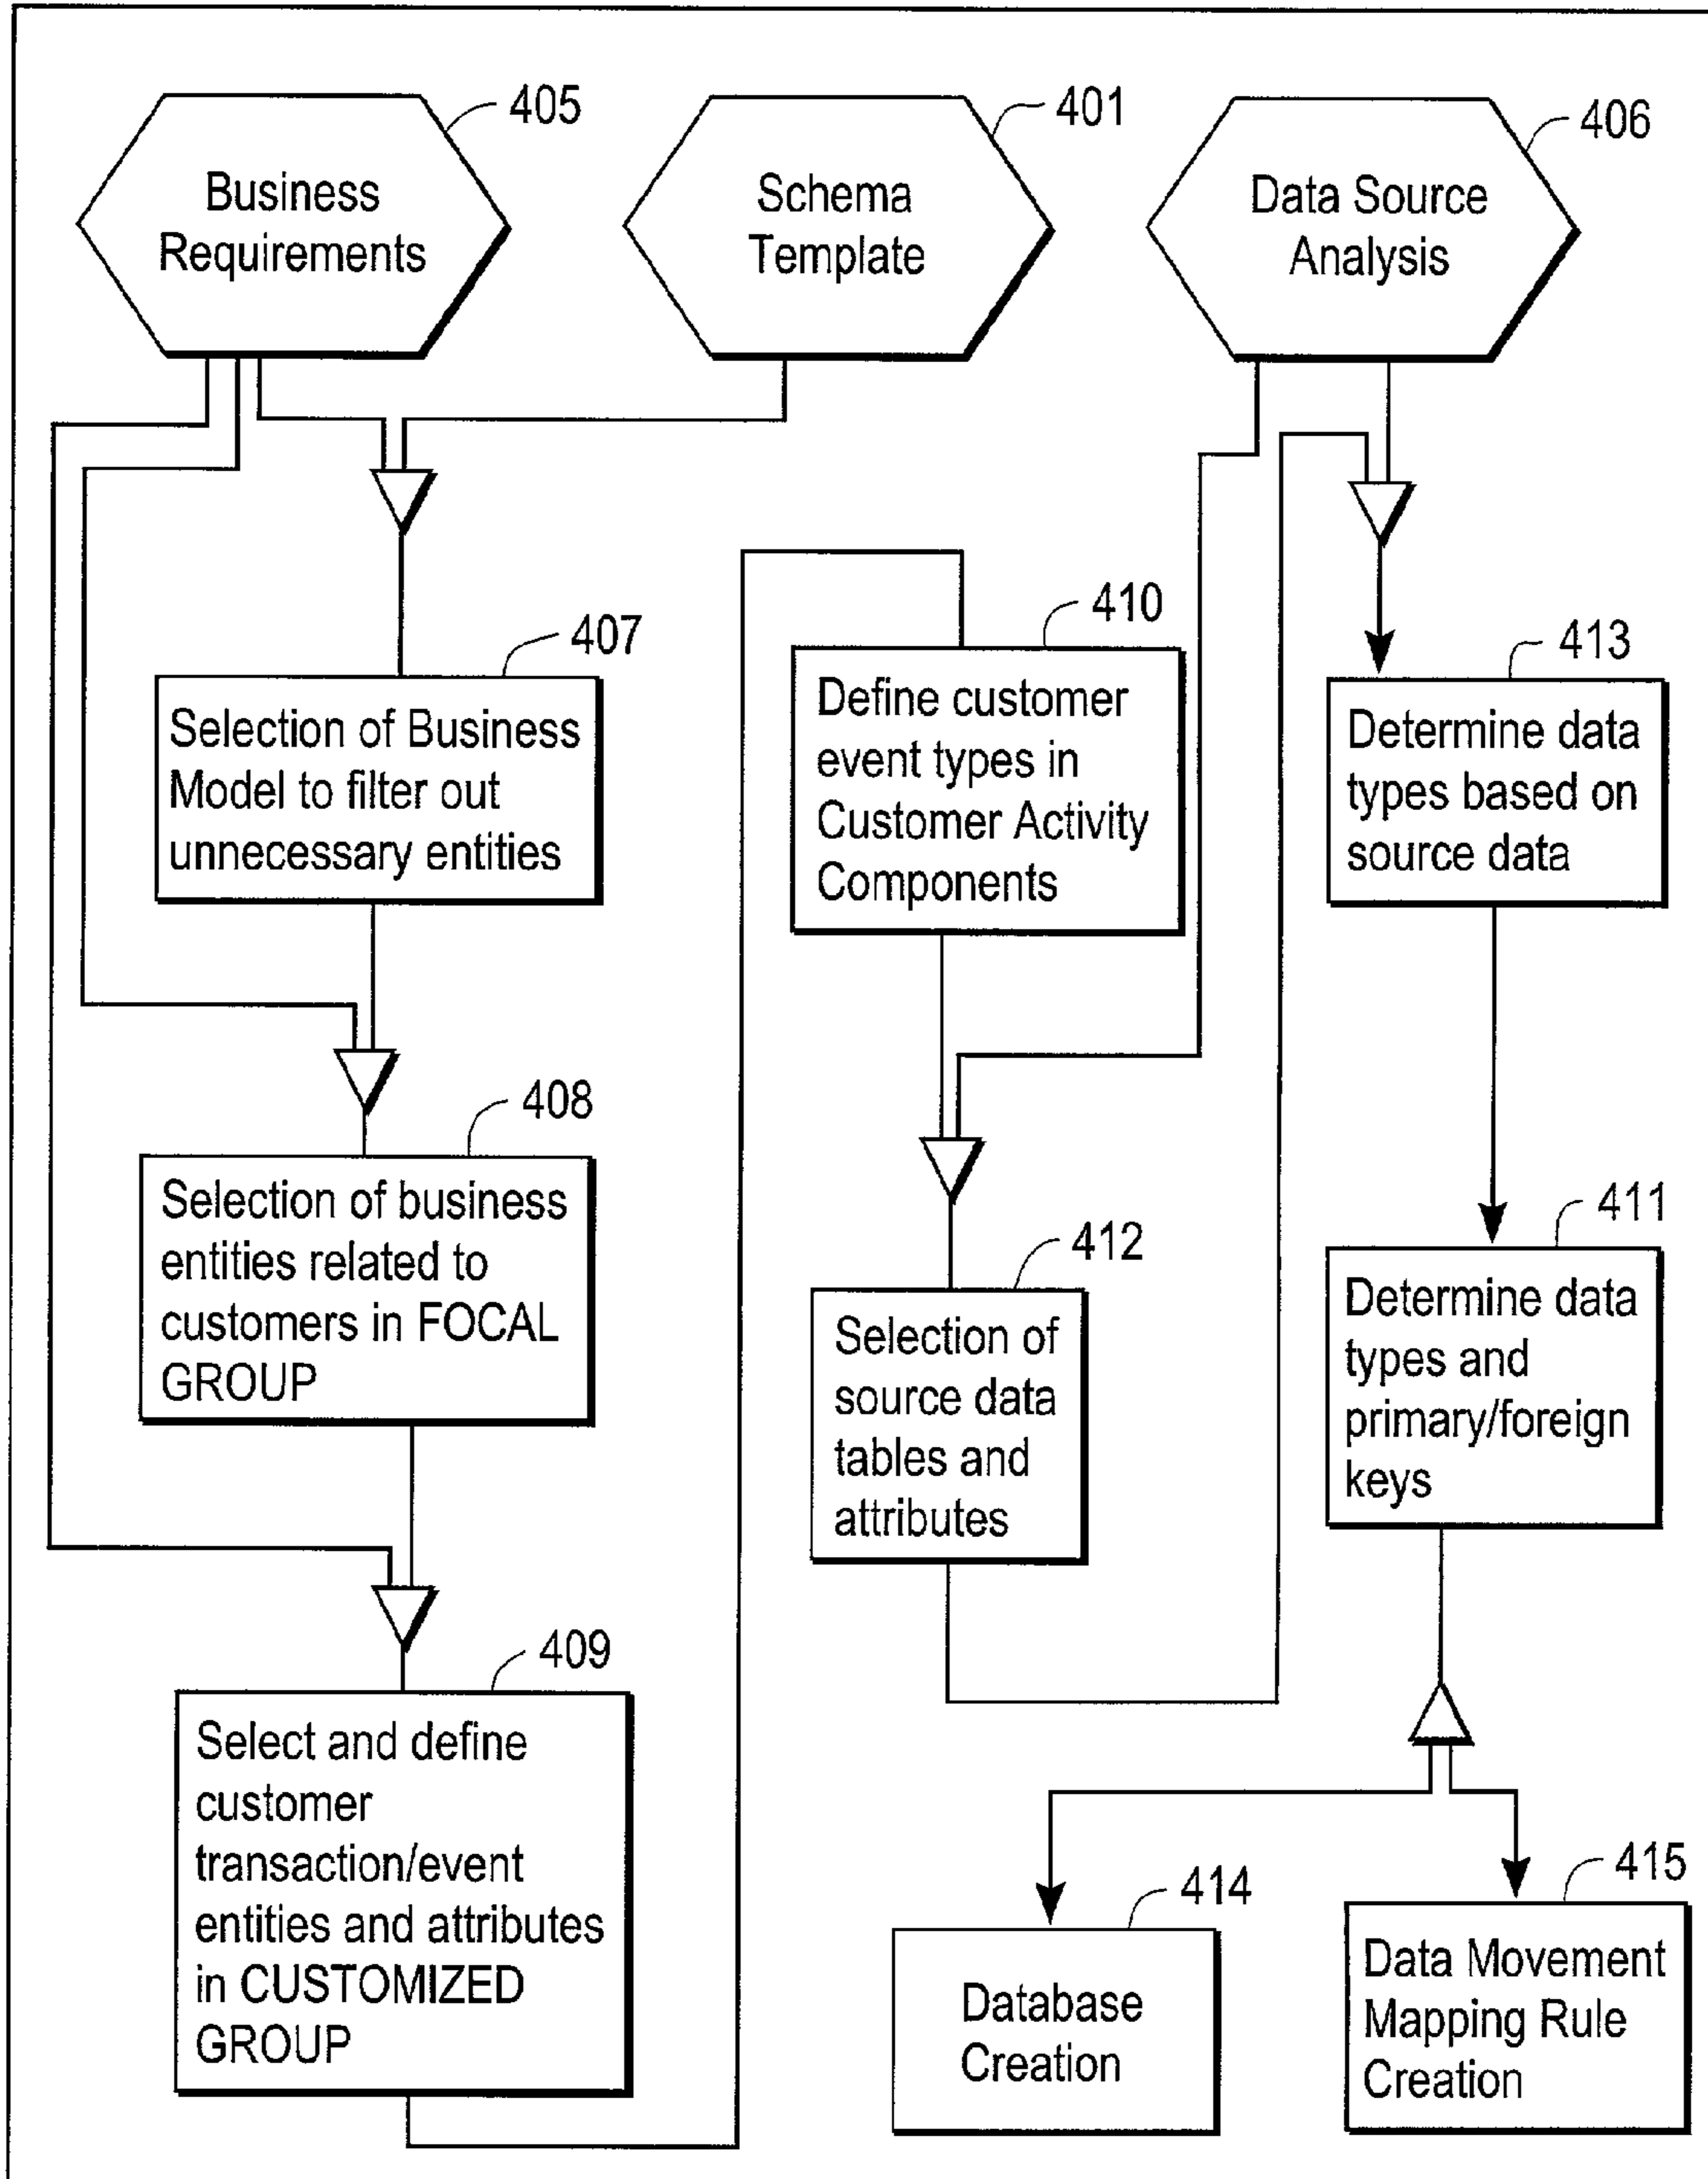 405
Business
Requirements
401
Schema
Template
406
Data Source
Analysis
407
Selection of Business
Model to filter out
unnecessary entities
408
Selection of business
entities related to
customers in FOCAL
GROUP
409
Select and define
customer
transaction/event
entities and attributes
in CUSTOMIZED
GROUP
410
Define customer
event types in
Customer Activity
Components
412
Selection of
source data
tables and
attributes
413
Determine data
types based on
source data
411
Determine data
types and
primary/foreign
keys
414
Database
Creation
415
Data Movement
Mapping Rule
Creation